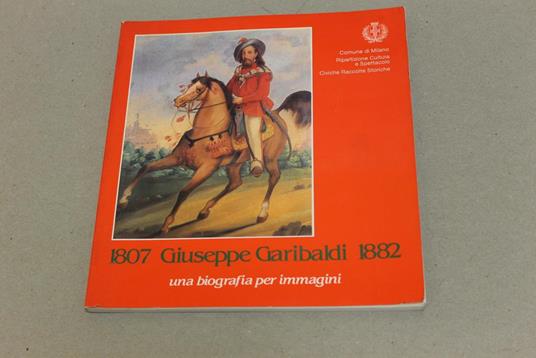 Comune di Milano
Ripartizione Cultura
e Spettacolo
Civiche Raccolte Storiche
1807 Giuseppe Garibaldi 1882
una biografia per immagini